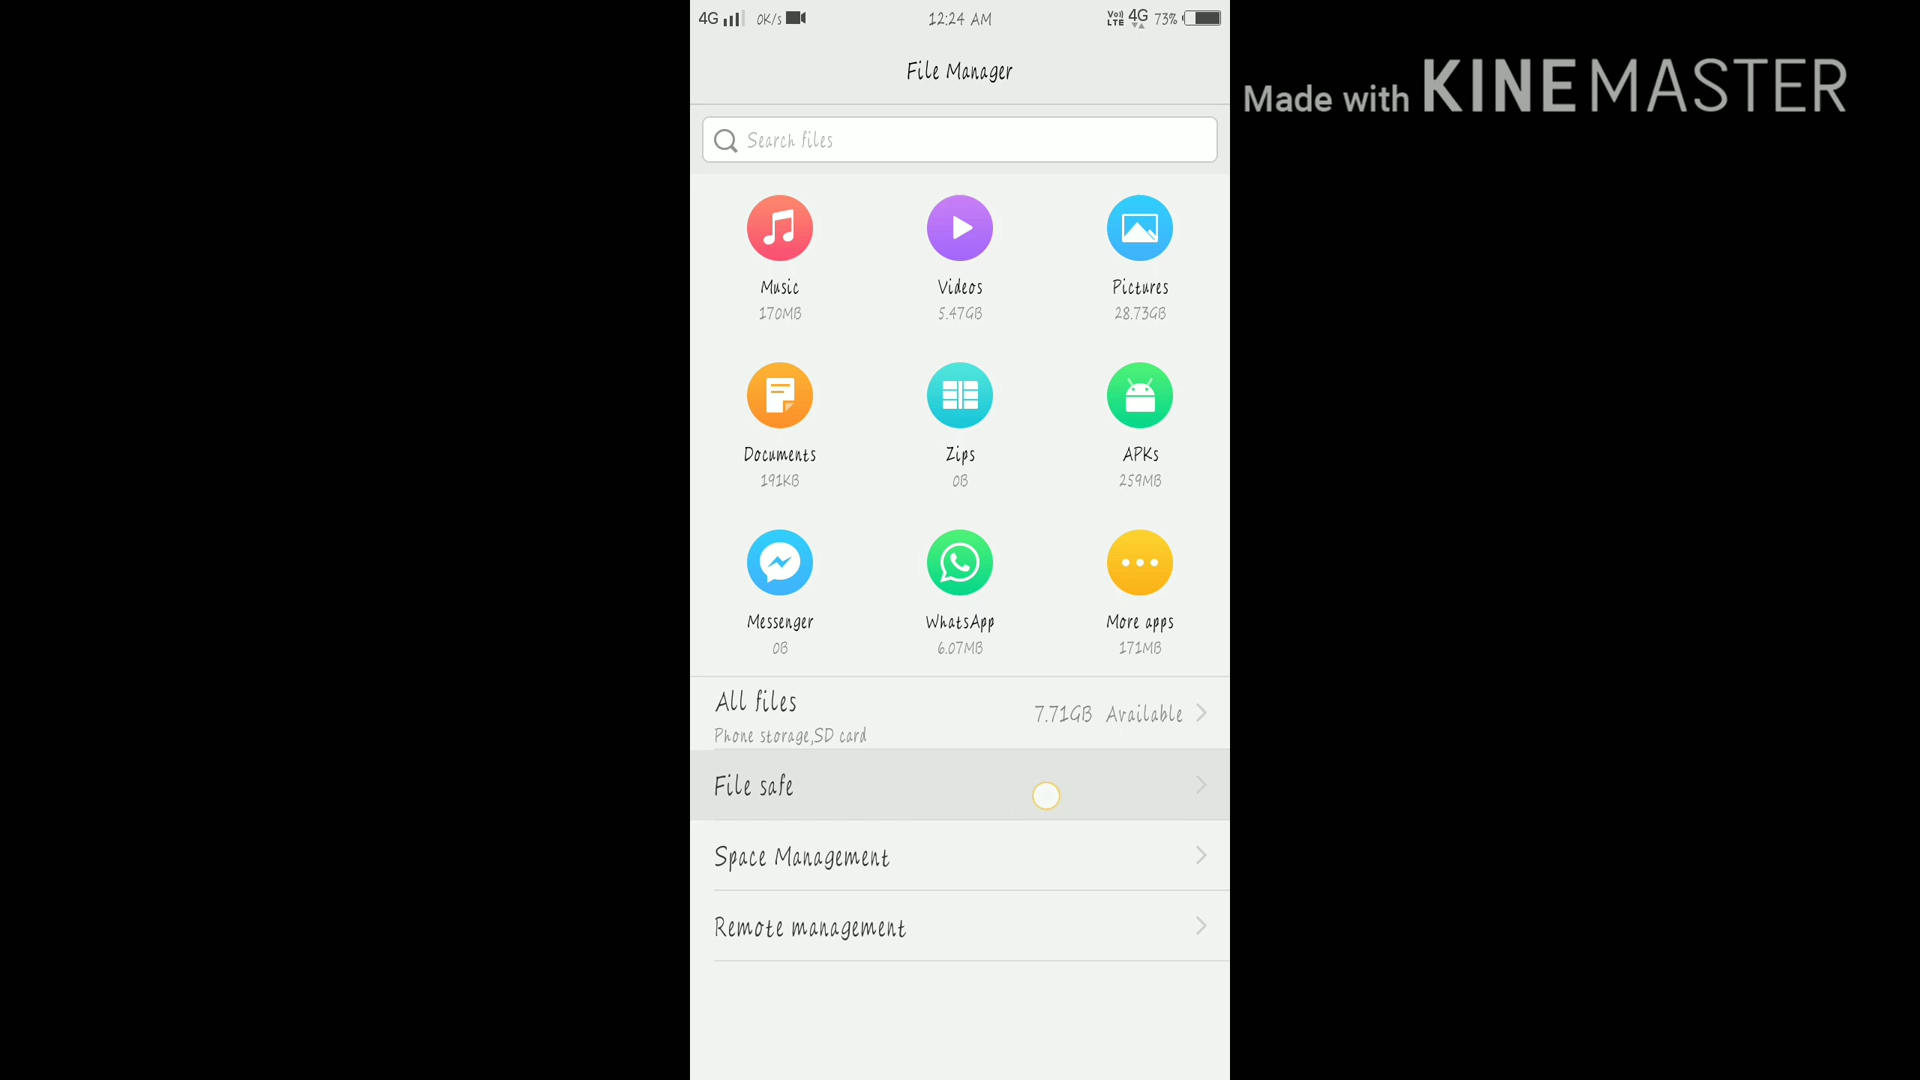 4G 0K/s 12:24 AM VoLTE 4G 73%
File Manager
Made with KINEMASTER
Search files
Music Videos Pictures
170MB 5.47GB 28.73GB
Documents Zips APKs
191KB 0B 259MB
Messenger WhatsApp More apps
0B 6.07MB 171MB
All files 7.71GB Available
Phone storage,SD card
File safe
Space Management
Remote management